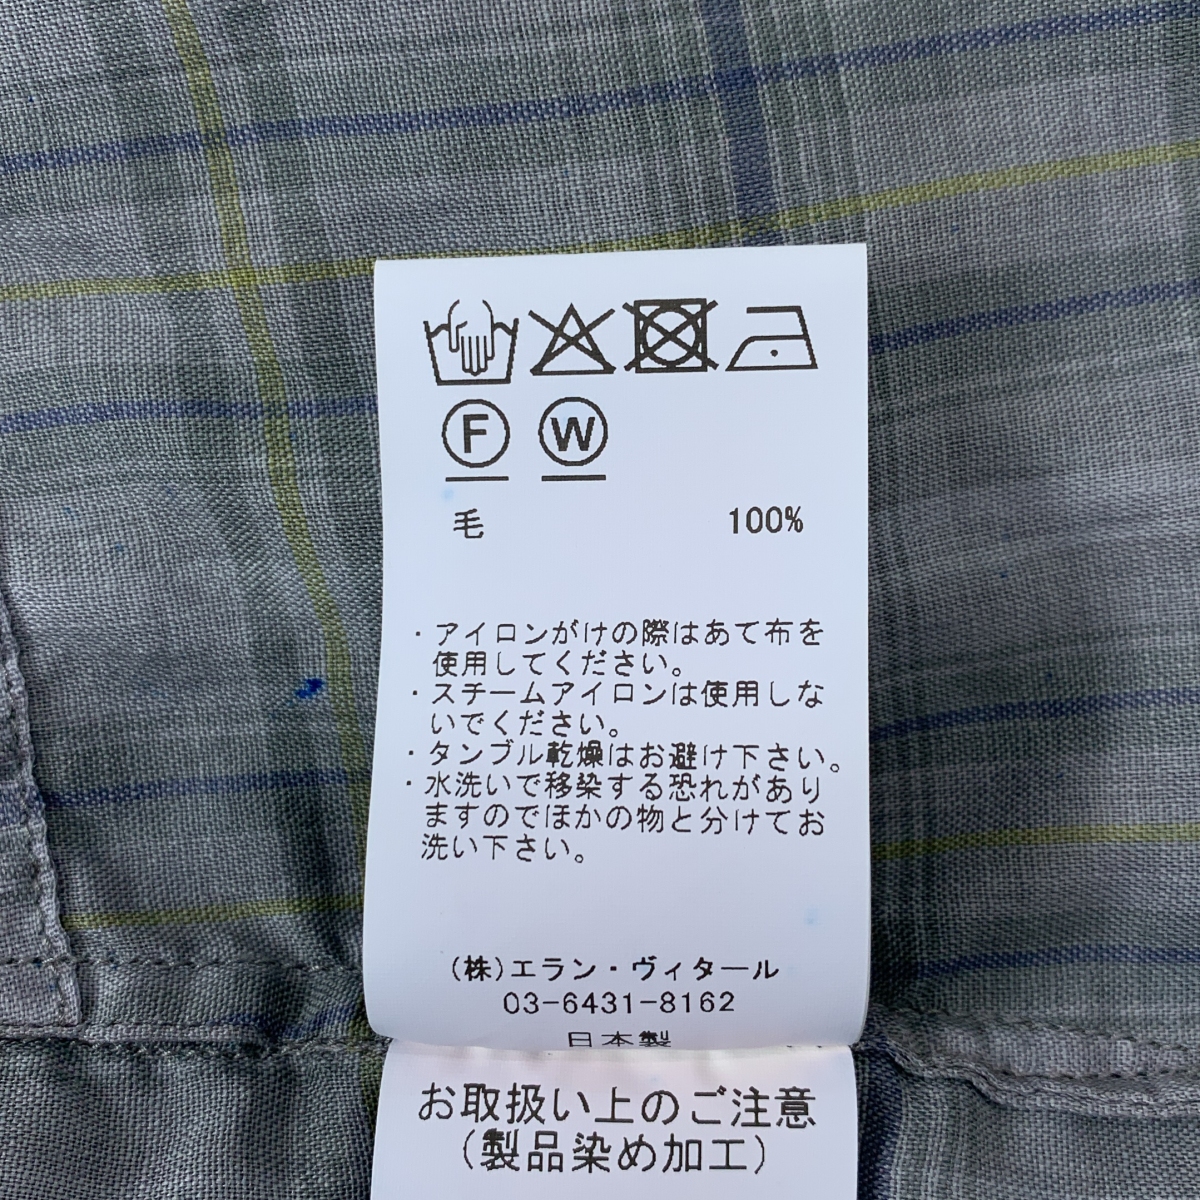 F W
毛 100%
・アイロンがけの際はあて布を
使用してください。
・スチームアイロンは使用しな
いでください。
・タンブル乾燥はお避け下さい。
・水洗いで移染する恐れがあり
ますのでほかの物と分けてお
洗い下さい。
(株)エラン・ヴィタール
03-6431-8162
日本製
お取扱い上のご注意
(製品染め加工)